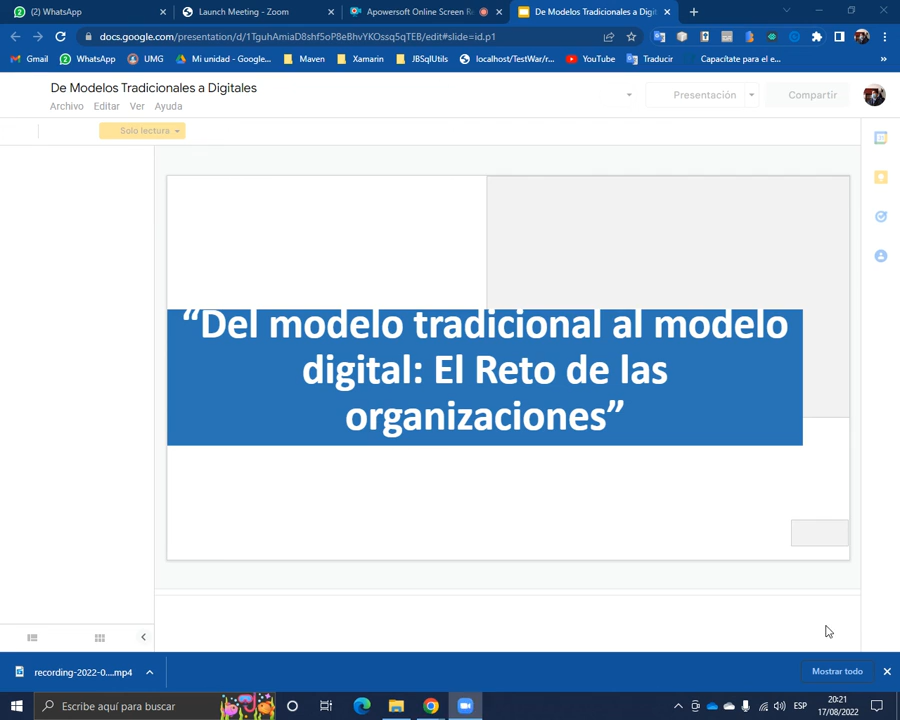 (2) WhatsApp
Launch Meeting - Zoom
Apowersoft Online Screen Re
De Modelos Tradicionales a Digit
docs.google.com/presentation/d/1TguhAmiaD8shf5oP8eBhvYKOssq5qTEB/edit#slide=id.p1
Gmail
WhatsApp
UMG
Mi unidad - Google...
Maven
Xamarin
JBSqlUtils
localhost/TestWar/r...
YouTube
Traducir
Capacítate para el e...
»
De Modelos Tradicionales a Digitales
Archivo Editar Ver Ayuda
Presentación
Compartir
Solo lectura
“Del modelo tradicional al modelo
digital: El Reto de las
organizaciones”
recording-2022-0....mp4
Mostrar todo
Escribe aquí para buscar
ESP
20:21
17/08/2022